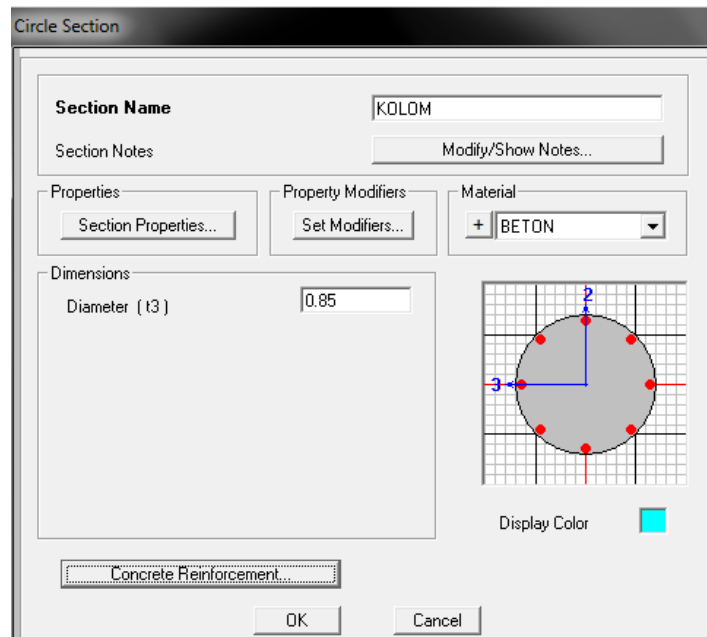 Circle Section
Section Name KOLOM
Section Notes Modify/Show Notes...
Properties Property Modifiers Material
Section Properties... Set Modifiers... + BETON
Dimensions
Diameter ( t3 ) 0.85
2
3
Display Color
Concrete Reinforcement...
OK Cancel